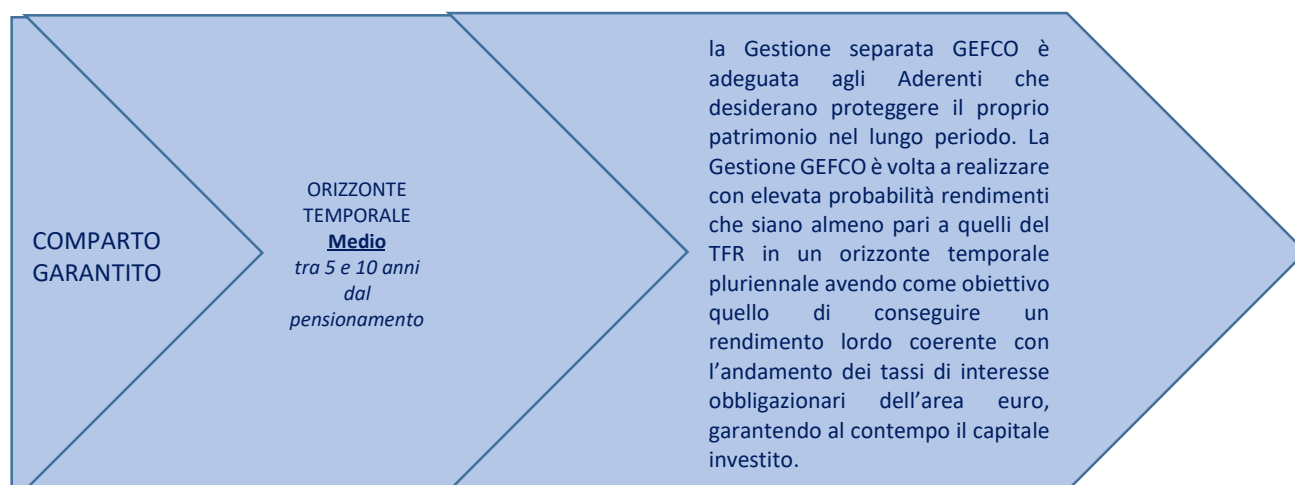 COMPARTO
GARANTITO
ORIZZONTE
TEMPORALE
Medio
tra 5 e 10 anni
dal
pensionamento
la Gestione separata GEFCO è
adeguata agli Aderenti che
desiderano proteggere il proprio
patrimonio nel lungo periodo. La
Gestione GEFCO è volta a realizzare
con elevata probabilità rendimenti
che siano almeno pari a quelli del
TFR in un orizzonte temporale
pluriennale avendo come obiettivo
quello di conseguire un
rendimento lordo coerente con
l’andamento dei tassi di interesse
obbligazionari dell’area euro,
garantendo al contempo il capitale
investito.